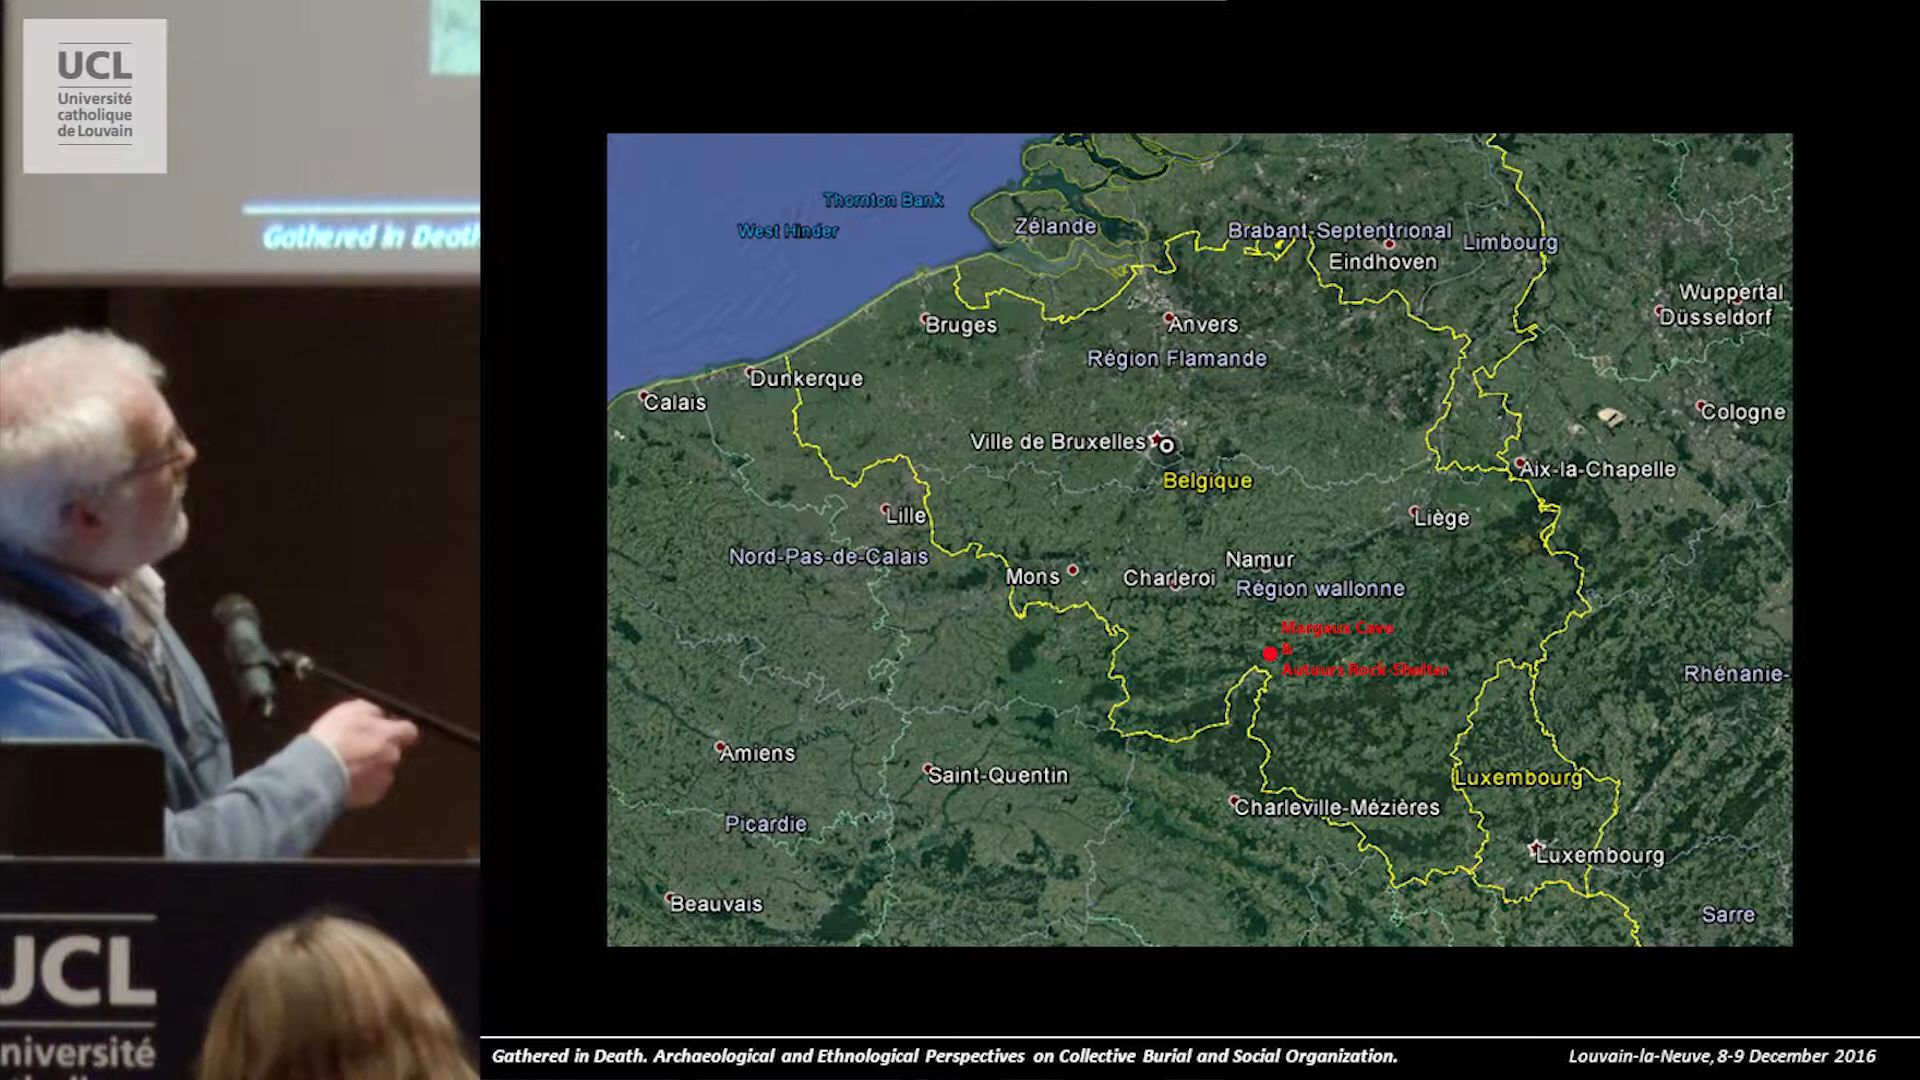 UCL
Université
catholique
de Louvain
Gathered in Death
UCL
niversité
Thornton Bank
West Hinder
Zélande
Brabant-Septentrional
Limbourg
Eindhoven
Wuppertal
Düsseldorf
Bruges
Anvers
Région Flamande
Dunkerque
Calais
Cologne
Ville de Bruxelles
Belgique
Aix-la-Chapelle
Lille
Liège
Nord-Pas-de-Calais
Namur
Mons
Charleroi
Région wallonne
Margaux Cave
&
Autours Rock-Shelter
Rhénanie-
Amiens
Saint-Quentin
Luxembourg
Charleville-Mézières
Picardie
Luxembourg
Beauvais
Sarre
Gathered in Death. Archaeological and Ethnological Perspectives on Collective Burial and Social Organization.
Louvain-la-Neuve, 8-9 December 2016